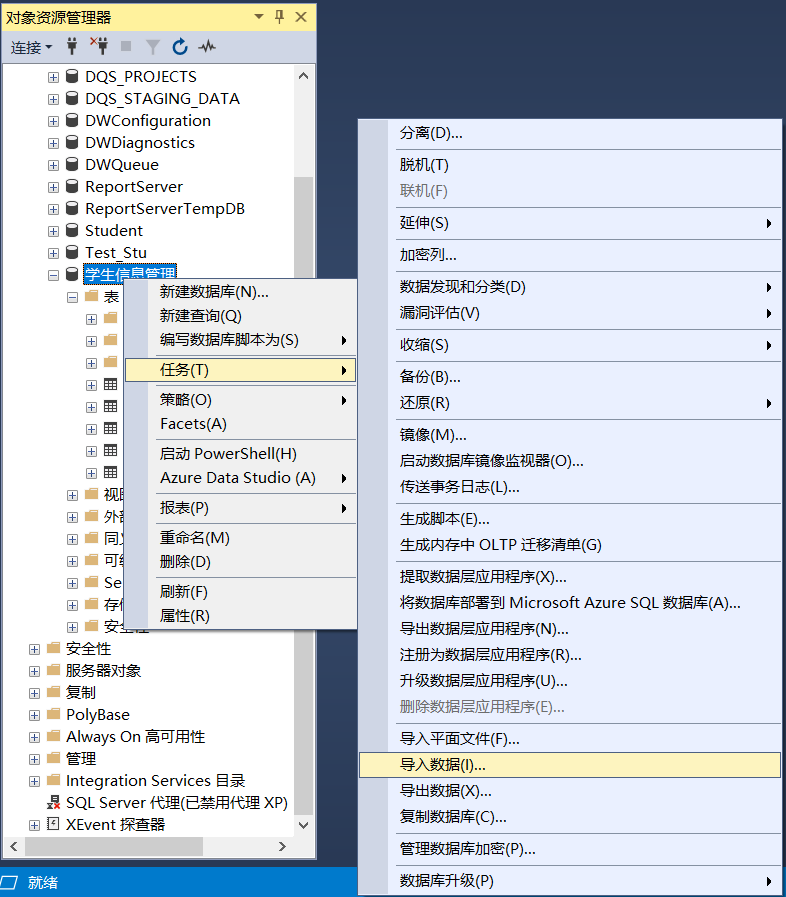 对象资源管理器
连接
DQS_PROJECTS
DQS_STAGING_DATA
DWConfiguration
DWDiagnostics
DWQueue
ReportServer
ReportServerTempDB
Student
Test_Stu
学生信息管理
表
视图
外部
同义
可编
Se
存储
安全性
安全性
服务器对象
复制
PolyBase
Always On 高可用性
管理
Integration Services 目录
SQL Server 代理(已禁用代理 XP)
XEvent 探查器
就绪
新建数据库(N)...
新建查询(Q)
编写数据库脚本为(S)
任务(T)
策略(O)
Facets(A)
启动 PowerShell(H)
Azure Data Studio (A)
报表(P)
重命名(M)
删除(D)
刷新(F)
属性(R)
分离(D)...
脱机(T)
联机(F)
延伸(S)
加密列...
数据发现和分类(D)
漏洞评估(V)
收缩(S)
备份(B)...
还原(R)
镜像(M)...
启动数据库镜像监视器(O)...
传送事务日志(L)...
生成脚本(E)...
生成内存中 OLTP 迁移清单(G)
提取数据层应用程序(X)...
将数据库部署到 Microsoft Azure SQL 数据库(A)...
导出数据层应用程序(N)...
注册为数据层应用程序(R)...
升级数据层应用程序(U)...
删除数据层应用程序(E)...
导入平面文件(F)...
导入数据(I)...
导出数据(X)...
复制数据库(C)...
管理数据库加密(P)...
数据库升级(P)